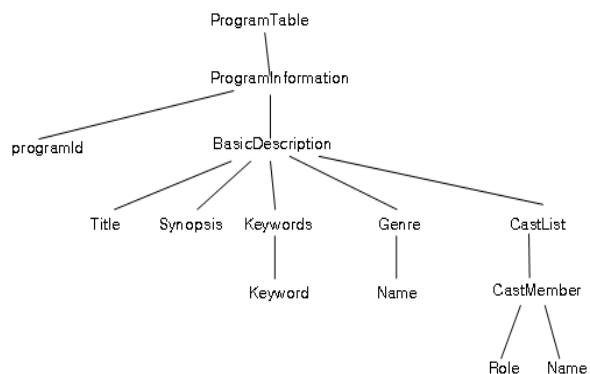 ProgramTable
ProgramInformation
programId
BasicDescription
Title Synopsis Keywords Genre CastList
Keyword Name CastMember
Role Name